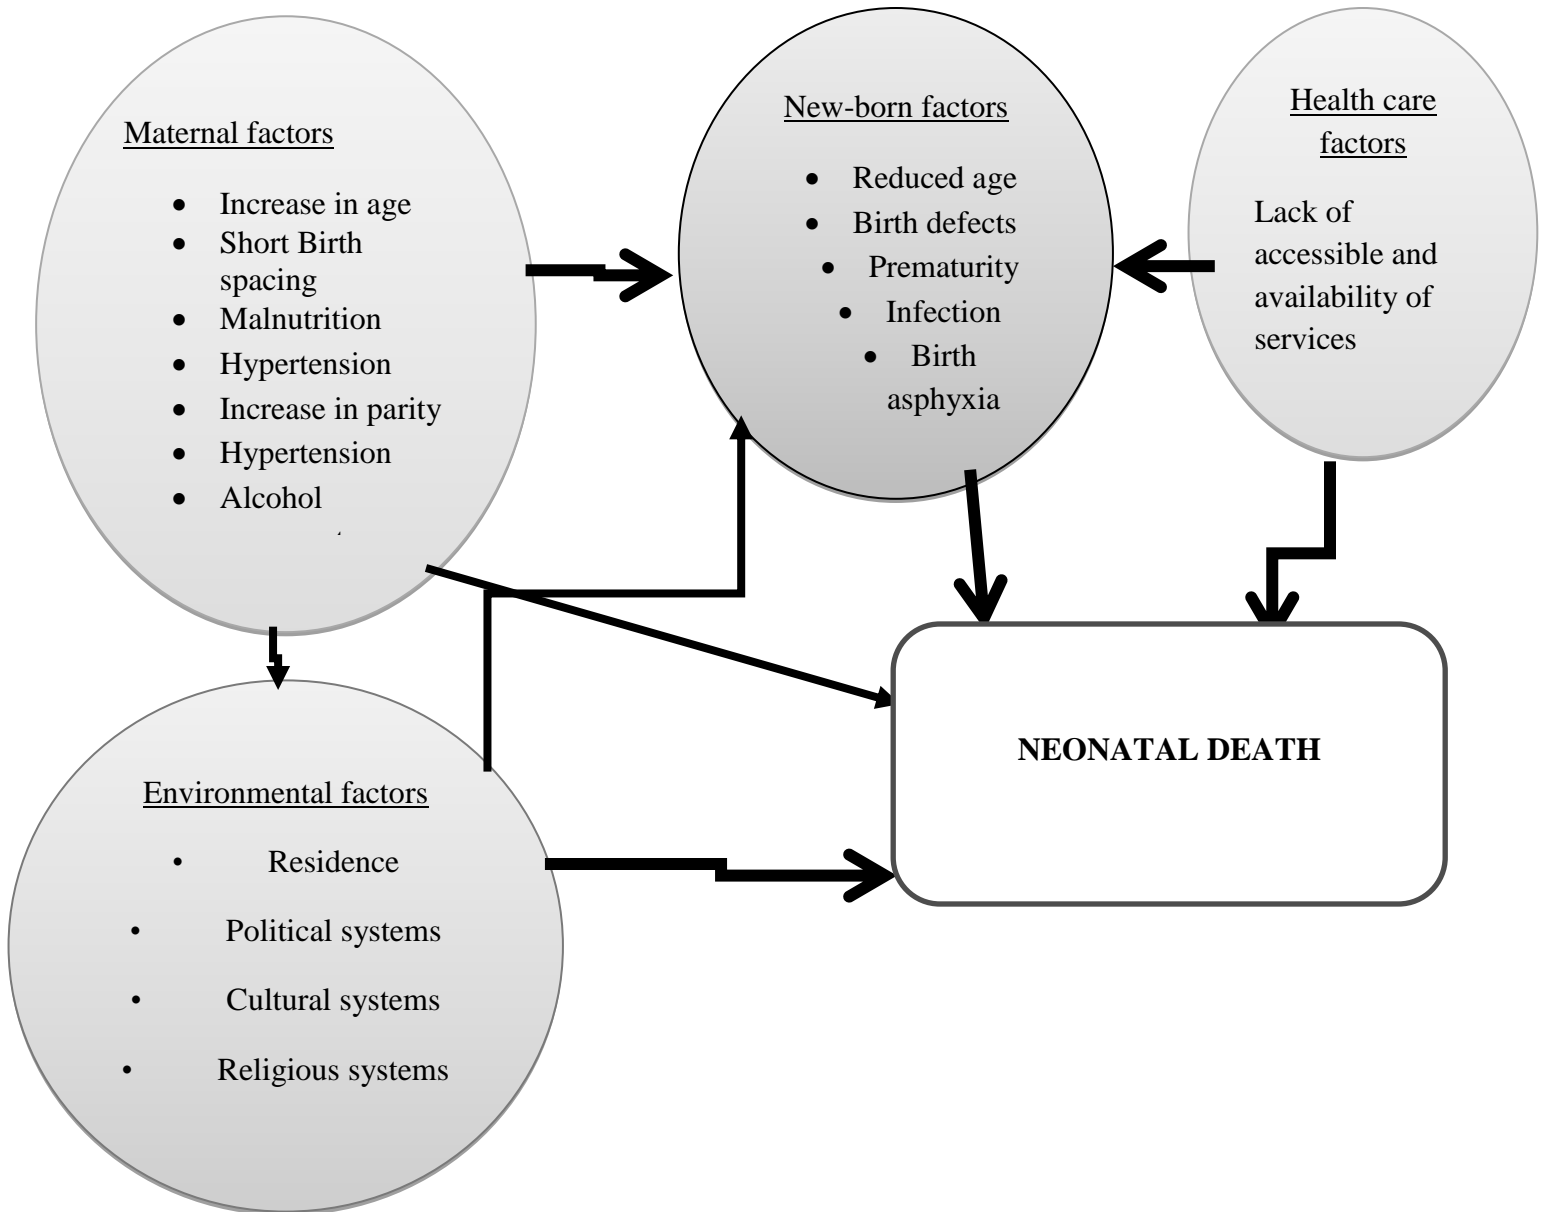 Maternal factors
• Increase in age
• Short Birth
spacing
• Malnutrition
• Hypertension
• Increase in parity
• Hypertension
• Alcohol
New-born factors
• Reduced age
• Birth defects
• Prematurity
• Infection
• Birth
asphyxia
Health care
factors
Lack of
accessible and
availability of
services
NEONATAL DEATH
Environmental factors
• Residence
• Political systems
• Cultural systems
• Religious systems